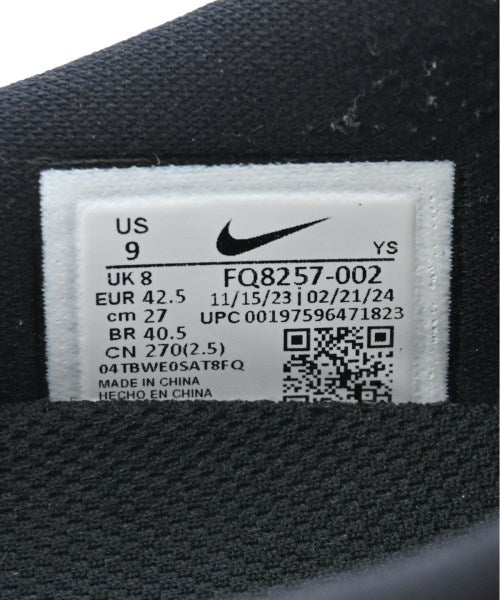 US
9
YS
UK 8
FQ8257-002
EUR 42.5
11/15/23 | 02/21/24
cm 27
UPC 00197596471823
BR 40.5
CN 270(2.5)
04TBWE0SAT8FQ
MADE IN CHINA
HECHO EN CHINA